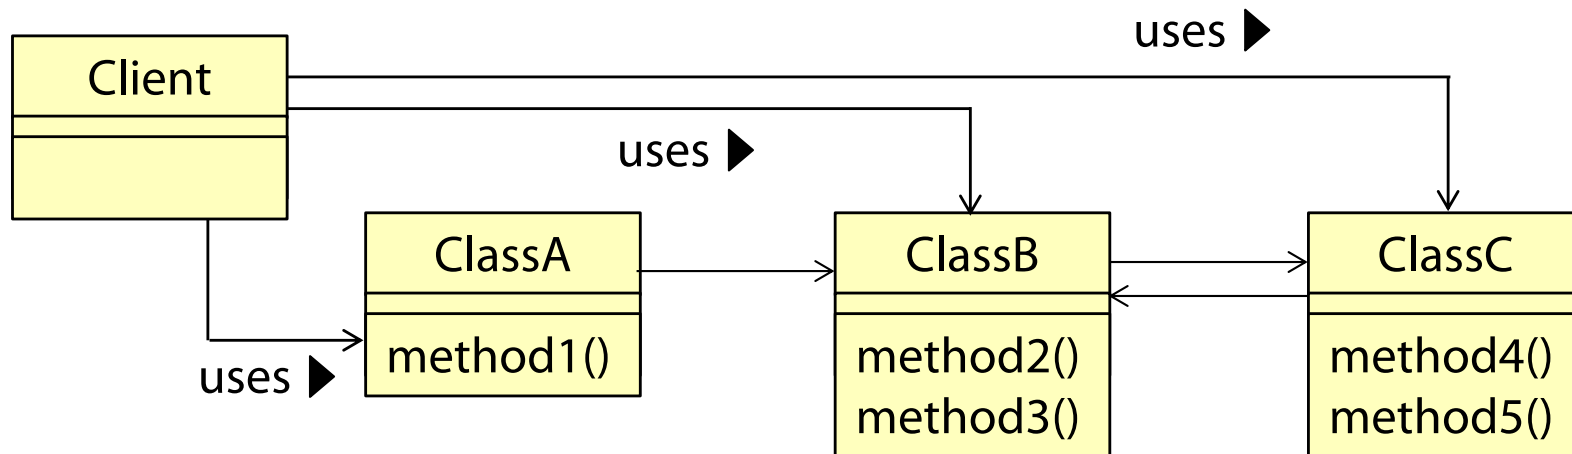 uses
Client
uses
ClassA
ClassB
ClassC
method1()
method2()
method4()
uses
method3()
method5()